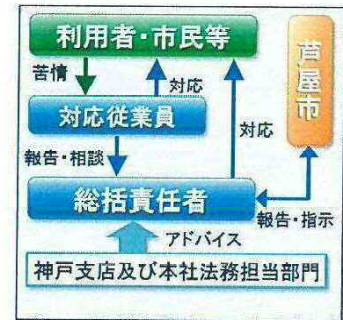 利用者・市民等
苦情
対応
対応従業員
対応
芦屋市
報告・相談
総括責任者
報告・指示
アドバイス
神戸支店及び本社法務担当部門